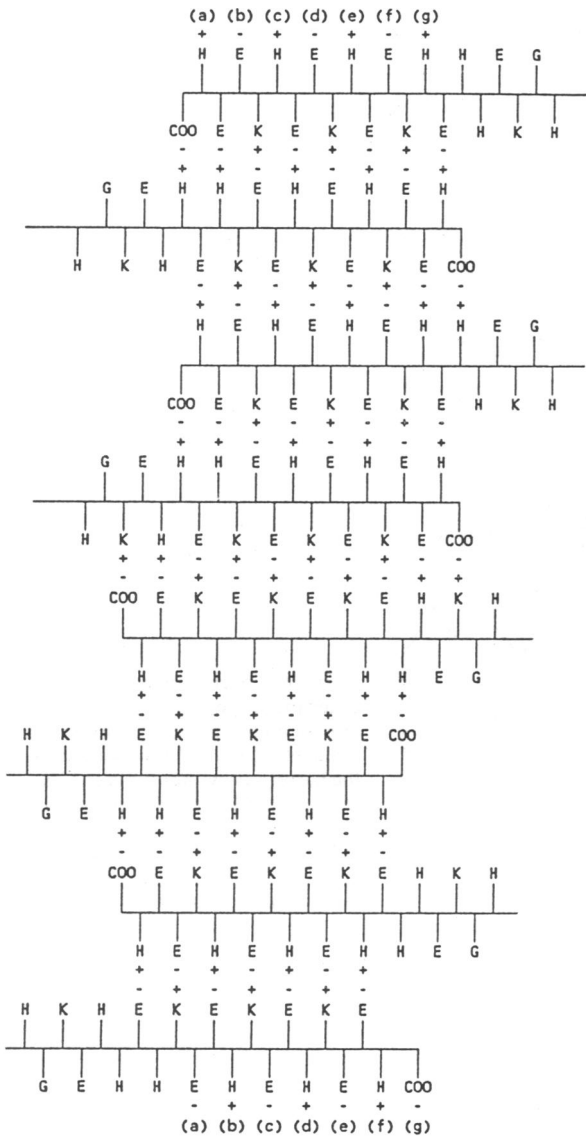 (a) (b) (c) (d) (e) (f) (g)
+ - + - + - +
H E H E H E H H E G
COO E K E K E K E H K H
- - + - + - + -
+ + - + - + - +
G E H H E H E H E H
H K H E K E K E K E COO
- + - + - + - -
+ - + - + - + +
H E H E H E H H E G
COO E K E K E K E H K H
- - + - + - + -
+ + - + - + - +
G E H H E H E H E H
H K H E K E K E K E COO
+ + - + - + - + - -
- - + - + - + - + +
COO E K E K E K E H K H
H E H E H E H H E G
+ - + - + - + +
- + - + - + - -
H K H E K E K E K E COO
G E H H E H E H E H
+ + - + - + - +
- - + - + - + -
COO E K E K E K E H K H
H E H E H E H H E G
+ - + - + - +
- + - + - + -
H K H E K E K E K E
G E H H E H E H E H COO
- + - + - + -
(a) (b) (c) (d) (e) (f) (g)